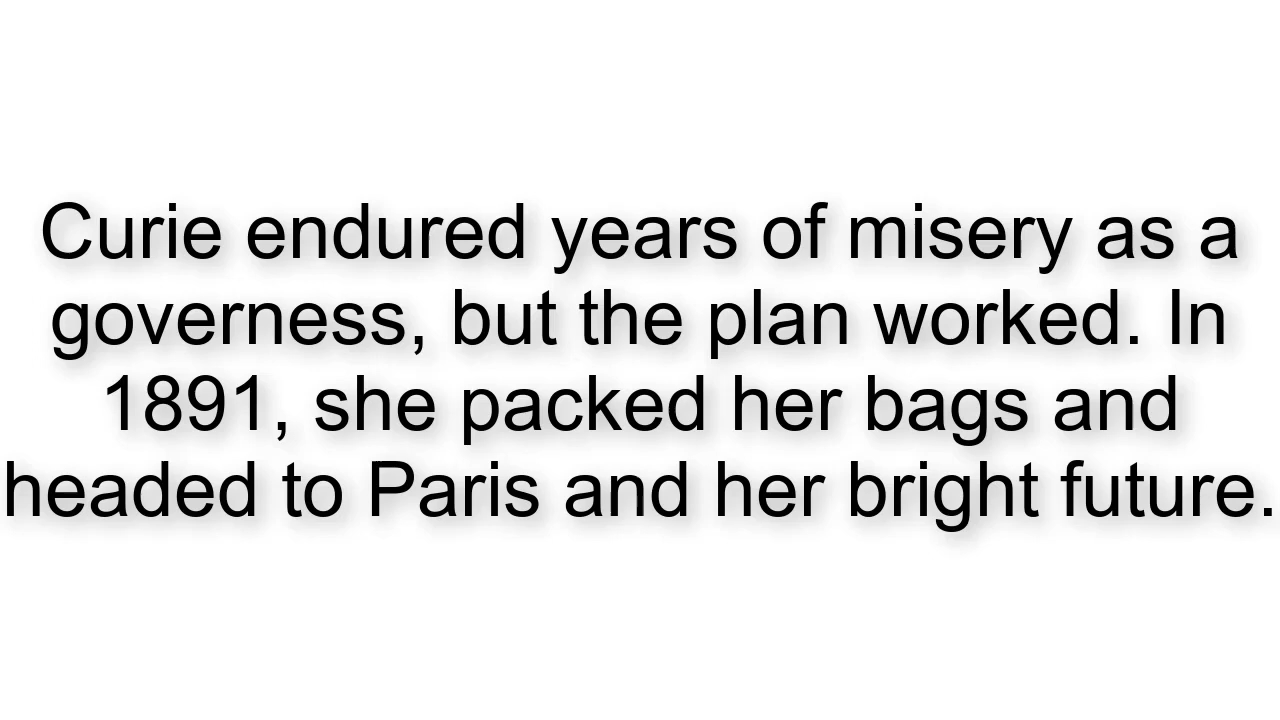 Curie endured years of misery as a
governess, but the plan worked. In
1891, she packed her bags and
headed to Paris and her bright future.